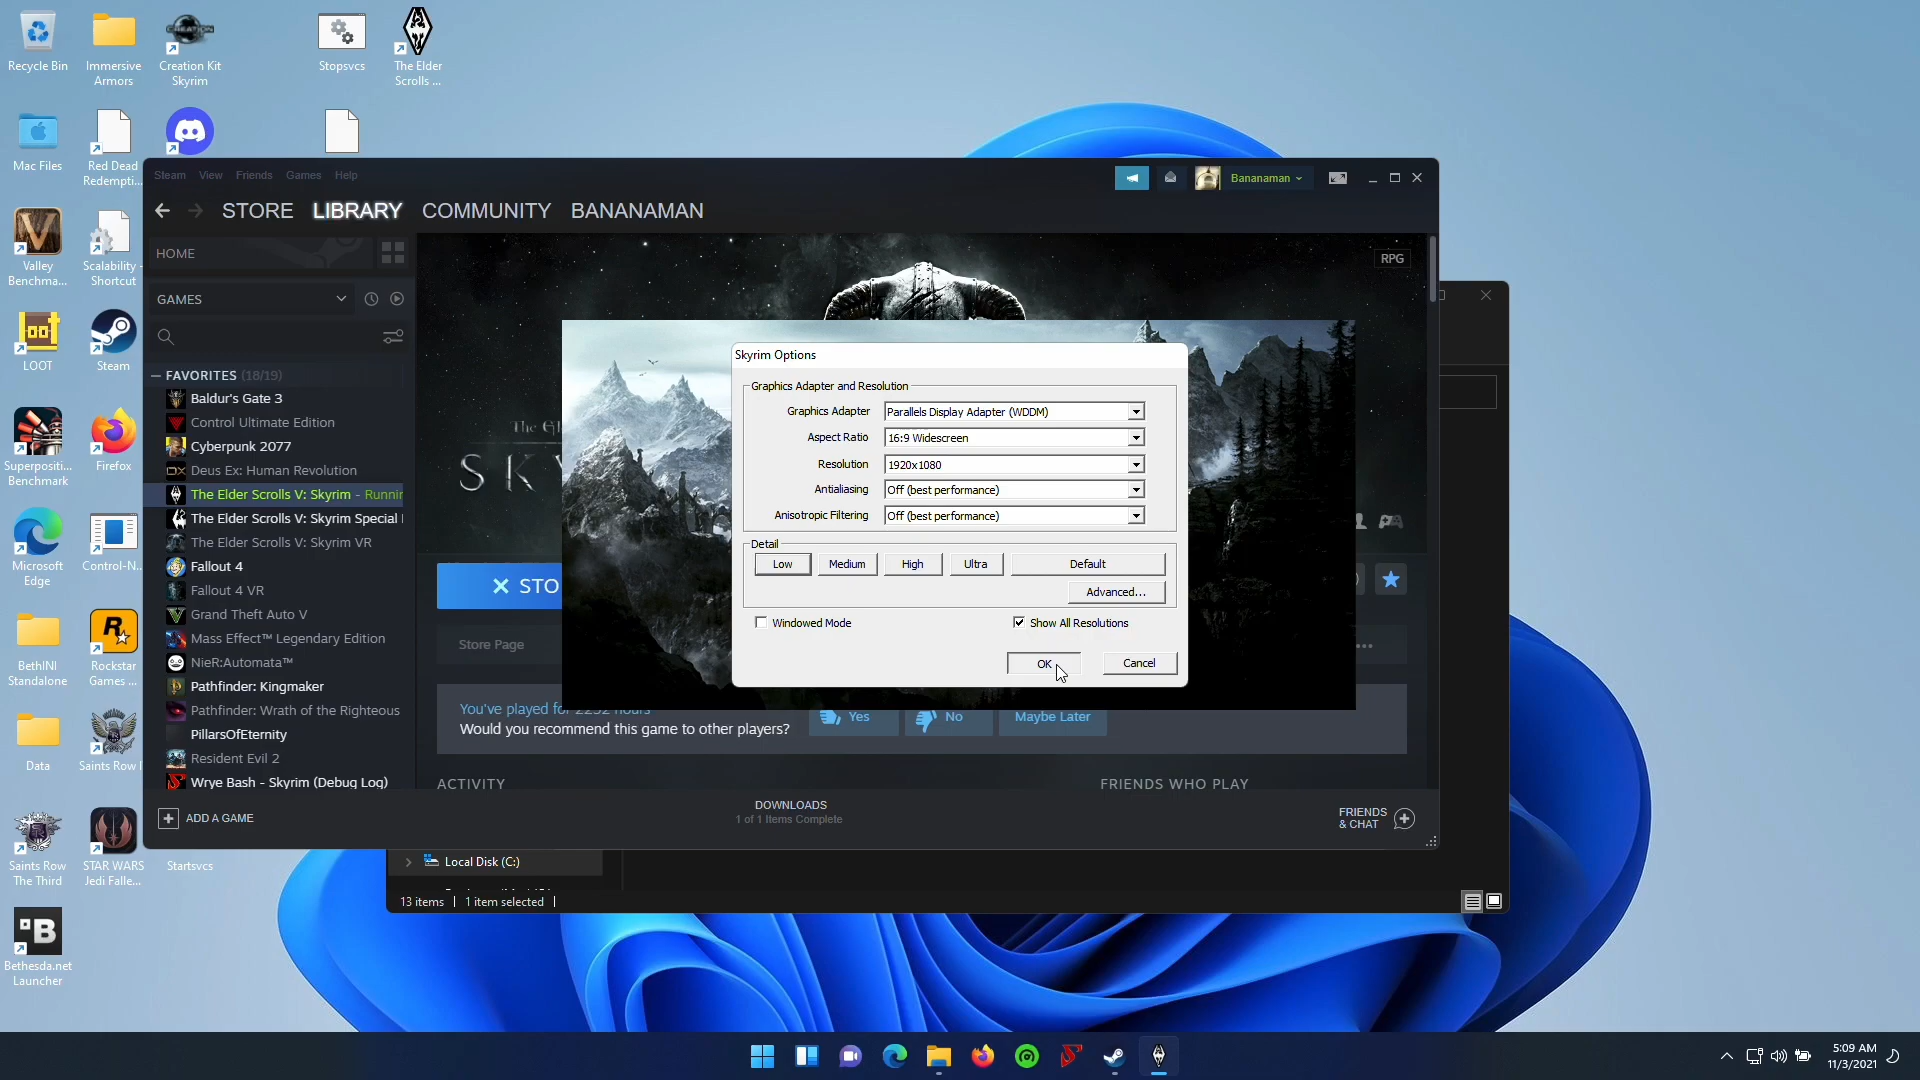 Recycle Bin
Immersive
Armors
CREATION
Creation Kit
Skyrim
Stopsvcs
The Elder
Scrolls ...
Mac Files
Red Dead
Redempti...
Valley
Benchma...
Scalability -
Shortcut
LOOT
Steam
Superpositi...
Benchmark
Firefox
Microsoft
Edge
Control-N...
BethINI
Standalone
Rockstar
Games ...
Data
Saints Row I
Saints Row
The Third
STAR WARS
Jedi Falle...
Startsvcs
Bethesda.net
Launcher
Steam View Friends Games Help
Bananaman
STORE LIBRARY COMMUNITY BANANAMAN
HOME
GAMES
RPG
FAVORITES (18/19)
Baldur's Gate 3
Control Ultimate Edition
Cyberpunk 2077
Deus Ex: Human Revolution
The Elder Scrolls V: Skyrim - Runnin
The Elder Scrolls V: Skyrim Special
The Elder Scrolls V: Skyrim VR
Fallout 4
Fallout 4 VR
Grand Theft Auto V
Mass Effect™ Legendary Edition
NieR:Automata™
Pathfinder: Kingmaker
Pathfinder: Wrath of the Righteous
PillarsOfEternity
Resident Evil 2
Wrye Bash - Skyrim (Debug Log)
ADD A GAME
The
SK
STO
Store Page
Skyrim Options
Graphics Adapter and Resolution
Graphics Adapter Parallels Display Adapter (WDDM)
Aspect Ratio 16:9 Widescreen
Resolution 1920x1080
Antialiasing Off (best performance)
Anisotropic Filtering Off (best performance)
Detail
Low Medium High Ultra Default
Advanced...
Windowed Mode Show All Resolutions
OK Cancel
You've played for hours
Would you recommend this game to other players?
Yes No Maybe Later
ACTIVITY
FRIENDS WHO PLAY
DOWNLOADS
1 of 1 Items Complete
FRIENDS
& CHAT
Local Disk (C:)
13 items 1 item selected
5:09 AM
11/3/2021